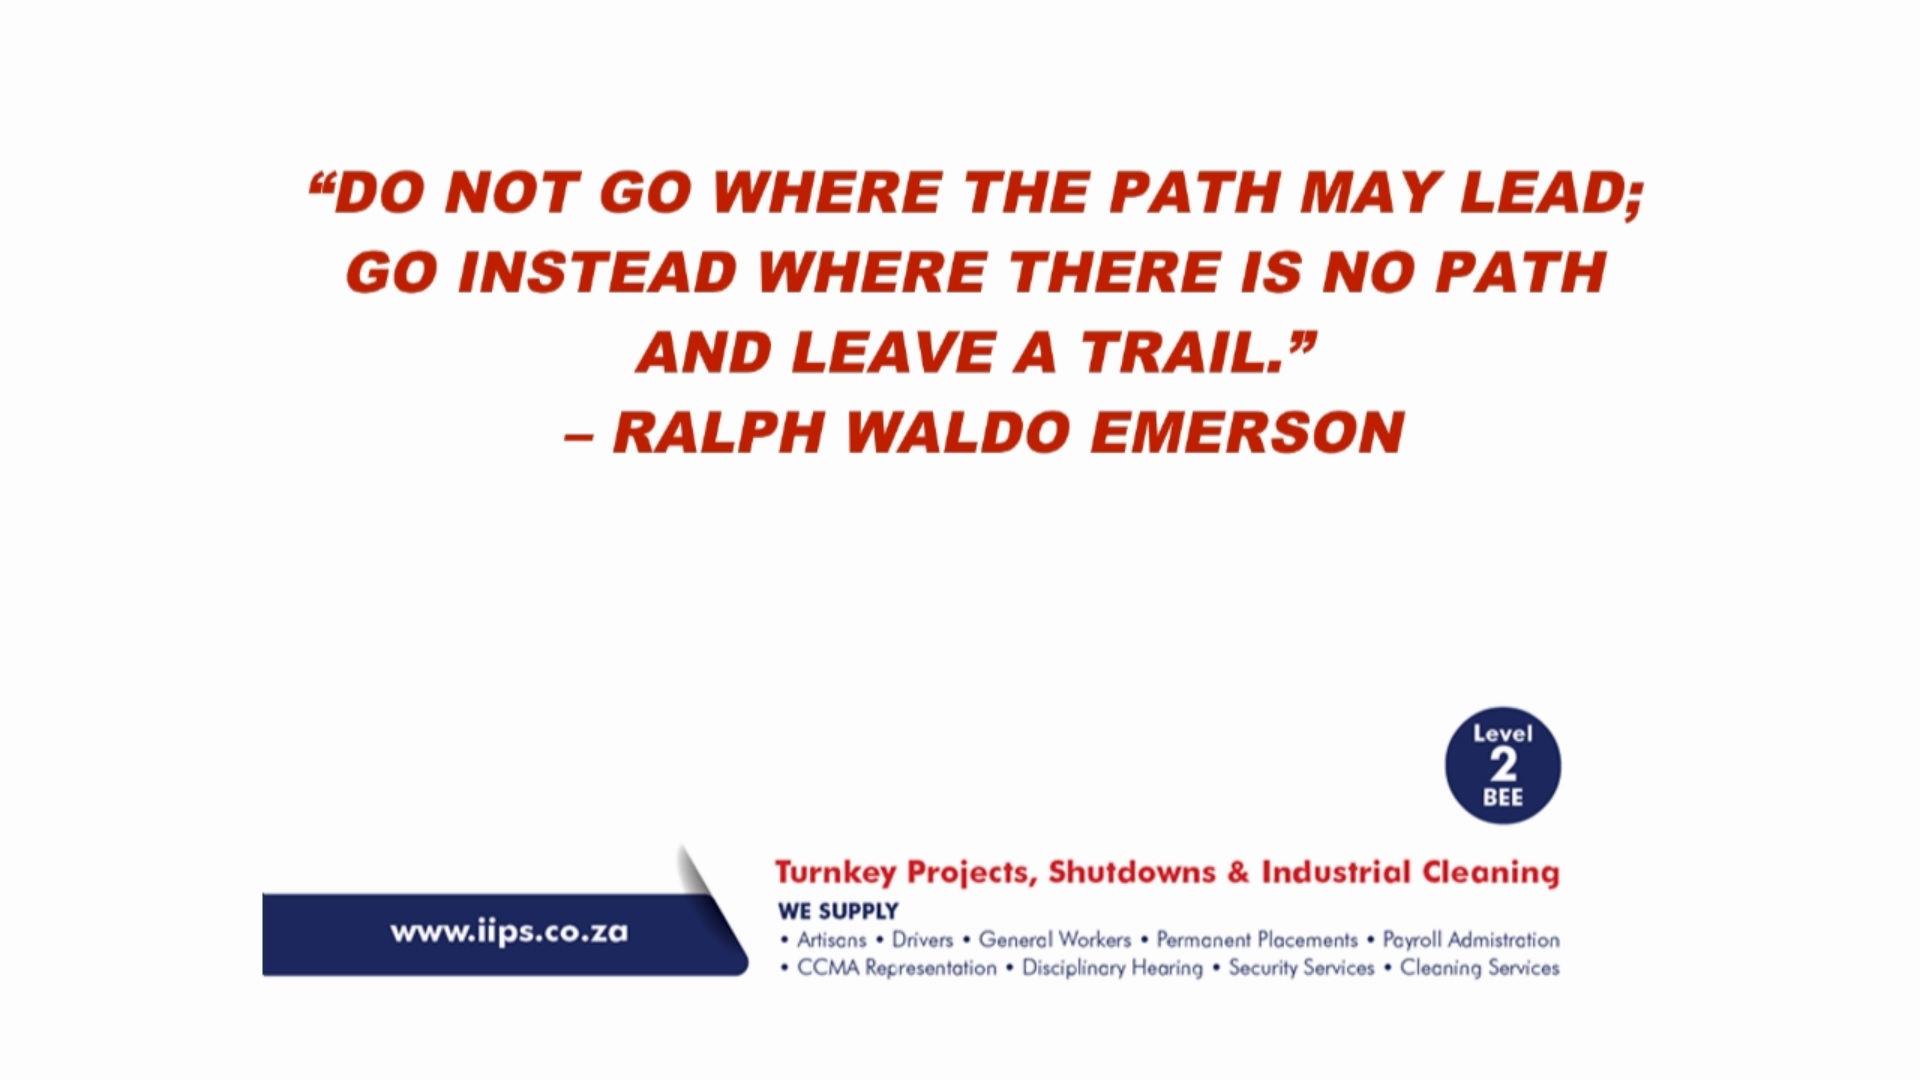 “DO NOT GO WHERE THE PATH MAY LEAD;
GO INSTEAD WHERE THERE IS NO PATH
AND LEAVE A TRAIL.”
– RALPH WALDO EMERSON
Level
2
BEE
Turnkey Projects, Shutdowns & Industrial Cleaning
WE SUPPLY
• Artisans • Drivers • General Workers • Permanent Placements • Payroll Admistration
• CCMA Representation • Disciplinary Hearing • Security Services • Cleaning Services
www.iips.co.za